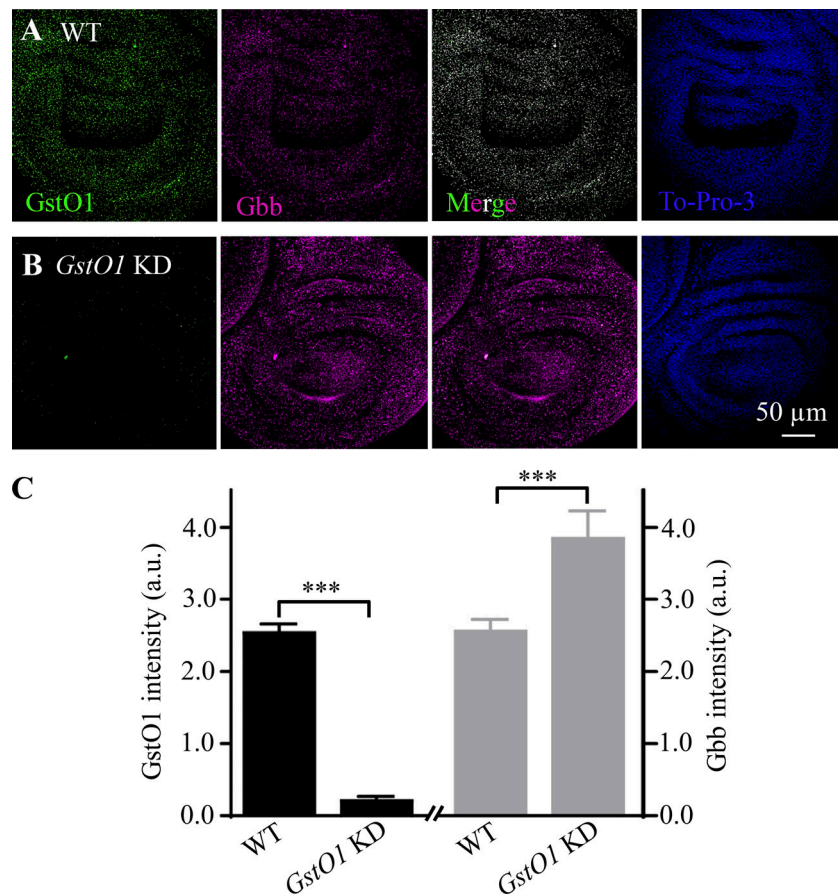 A WT
GstO1 Gbb Merge To-Pro-3
B GstO1 KD
50 µm
C
*** ***
GstO1 intensity (a.u.)
4.0
3.0
2.0
1.0
0.0
Gbb intensity (a.u.)
4.0
3.0
2.0
1.0
0.0
WT GstO1 KD WT GstO1 KD